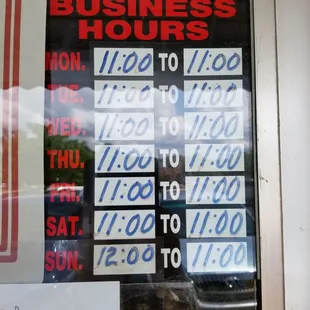 BUSINESS
HOURS
MON. 11:00 TO 11:00
TUE. 11:00 TO 11:00
WED. 11:00 TO 11:00
THU. 11:00 TO 11:00
FRI. 11:00 TO 11:00
SAT. 11:00 TO 11:00
SUN. 12:00 TO 11:00